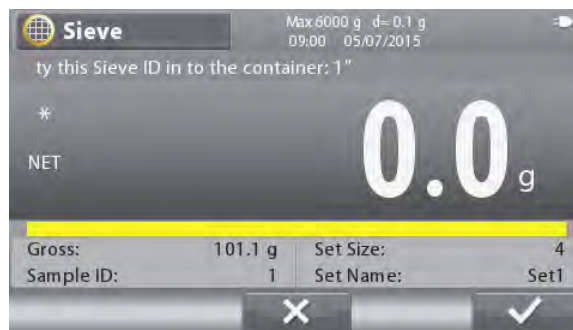 Sieve
Max 6000 g d= 0.1 g
09:00 05/07/2015
ty this Sieve ID in to the container: 1"
*
NET
0.0 g
Gross: 101.1 g Set Size: 4
Sample ID: 1 Set Name: Set1